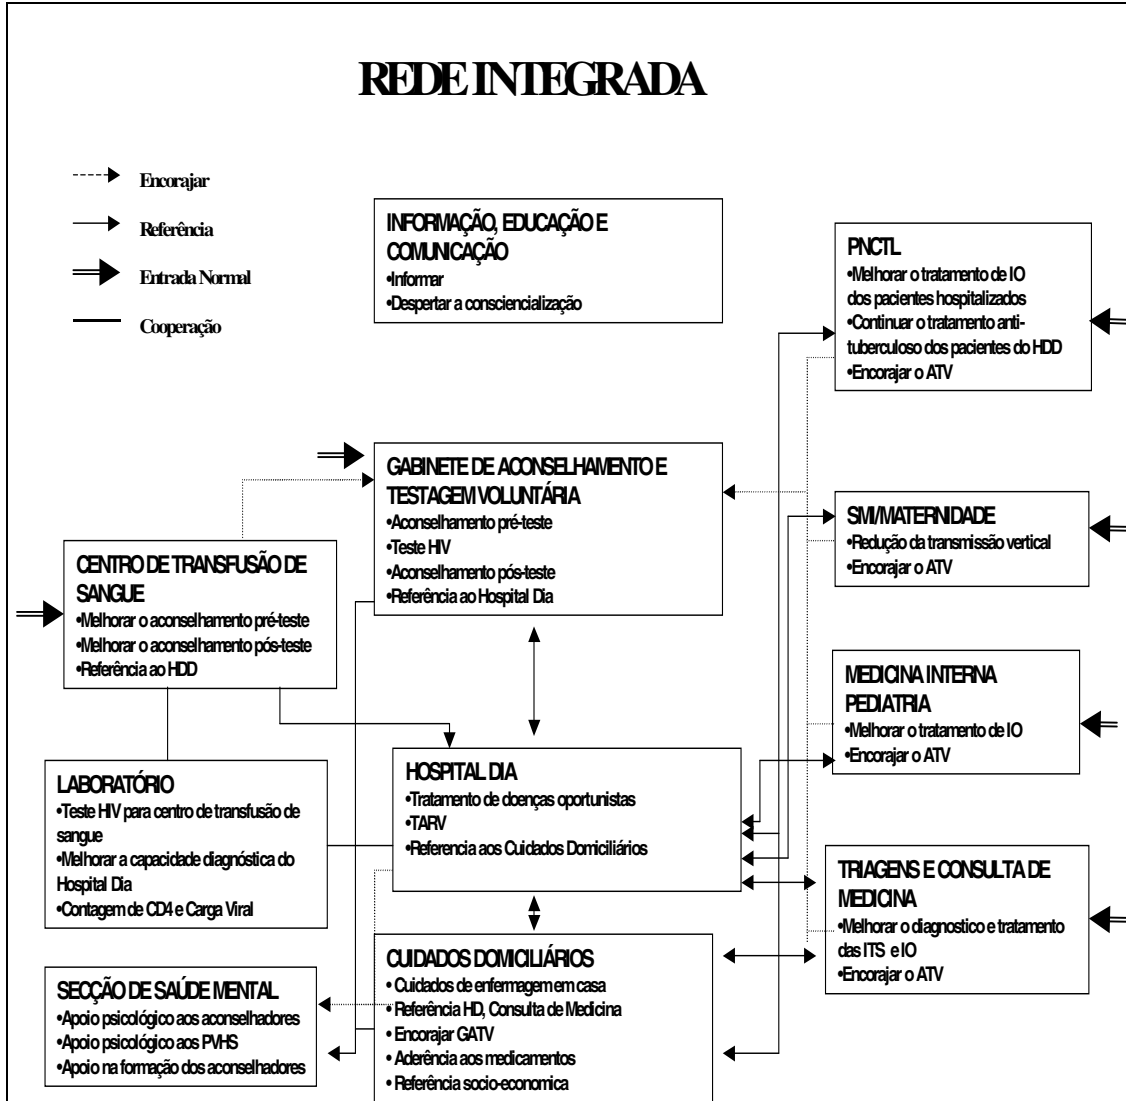 REDE INTEGRADA
Encorajar
Referência
Entrada Normal
Cooperação
INFORMAÇÃO, EDUCAÇÃO E
COMUNICAÇÃO
•Informar
•Despertar a consciencialização
PNCTL
•Melhorar o tratamento de IO
dos pacientes hospitalizados
•Continuar o tratamento anti-
tuberculoso dos pacientes do HDD
•Encorajar o ATV
GABINETE DE ACONSELHAMENTO E
TESTAGEM VOLUNTÁRIA
•Aconselhamento pré-teste
•Teste HIV
•Aconselhamento pós-teste
•Referência ao Hospital Dia
SMI/MATERNIDADE
•Redução da transmissão vertical
•Encorajar o ATV
CENTRO DE TRANSFUSÃO DE
SANGUE
•Melhorar o aconselhamento pré-teste
•Melhorar o aconselhamento pós-teste
•Referência ao HDD
MEDICINA INTERNA
PEDIATRIA
•Melhorar o tratamento de IO
•Encorajar o ATV
LABORATÓRIO
•Teste HIV para centro de transfusão de
sangue
•Melhorar a capacidade diagnóstica do
Hospital Dia
•Contagem de CD4 e Carga Viral
HOSPITAL DIA
•Tratamento de doenças oportunistas
•TARV
•Referencia aos Cuidados Domiciliários
TRIAGENS E CONSULTA DE
MEDICINA
•Melhorar o diagnostico e tratamento
das ITS e IO
•Encorajar o ATV
CUIDADOS DOMICILIÁRIOS
•Cuidados de enfermagem em casa
•Referência HD, Consulta de Medicina
•Encorajar GATV
•Aderência aos medicamentos
•Referência socio-economica
SECÇÃO DE SAÚDE MENTAL
•Apoio psicológico aos aconselhadores
•Apoio psicológico aos PVHS
•Apoio na formação dos aconselhadores